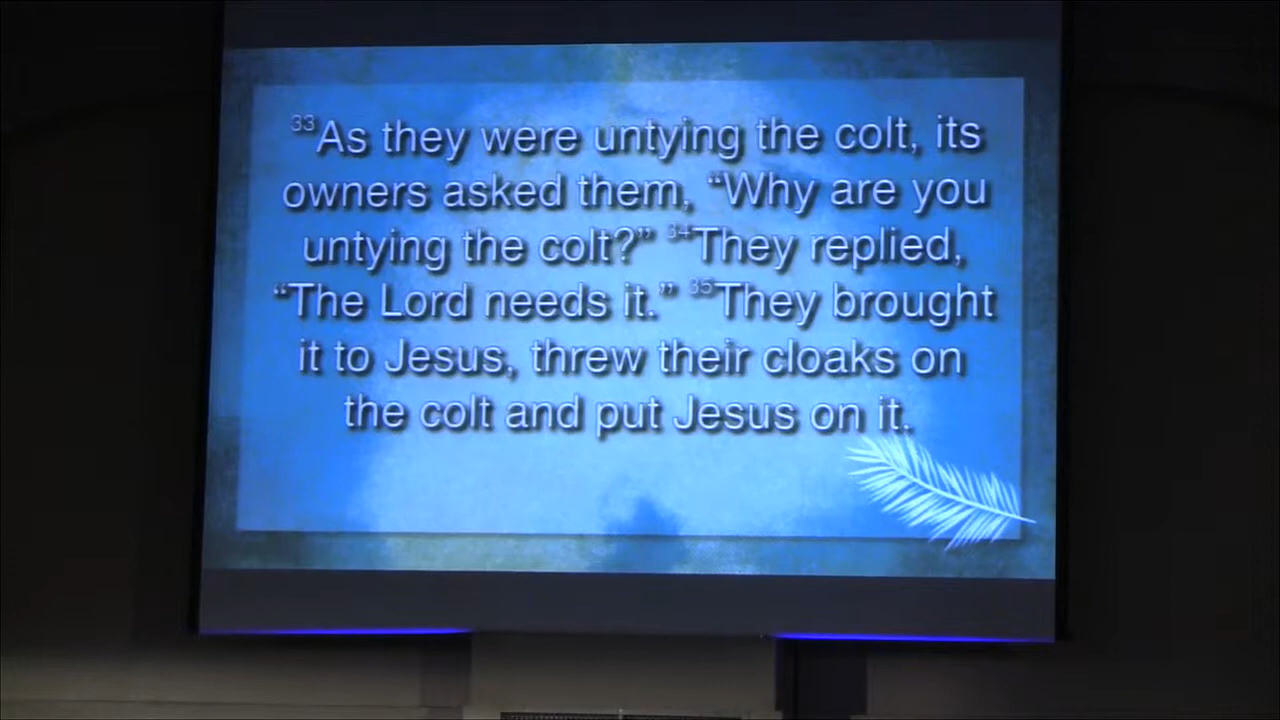 ³³As they were untying the colt, its
owners asked them, “Why are you
untying the colt?” ³⁴They replied,
“The Lord needs it.” ³⁵They brought
it to Jesus, threw their cloaks on
the colt and put Jesus on it.